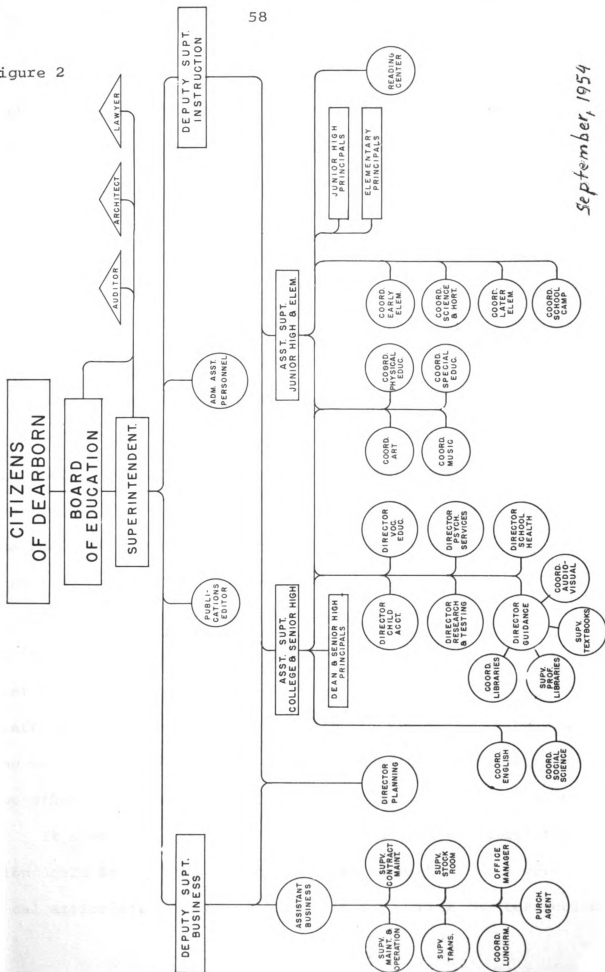 58
igure 2
CITIZENS
OF DEARBORN
BOARD
OF EDUCATION
SUPERINTENDENT.
AUDITOR
ARCHITECT
LAWYER
PUBLI-
CATIONS
EDITOR
ADM. ASST.
PERSONNEL
DEPUTY SUPT.
BUSINESS
DEPUTY SUPT.
INSTRUCTION
ASSISTANT
BUSINESS
DIRECTOR
PLANNING
ASST. SUPT.
COLLEGE & SENIOR HIGH
ASST. SUPT.
JUNIOR HIGH & ELEM.
DEAN & SENIOR HIGH
PRINCIPALS
JUNIOR HIGH
PRINCIPALS
ELEMENTARY
PRINCIPALS
READING
CENTER
SUPV.
MAINT. &
OPERATION
SUPV.
CONTRACT
MAINT.
SUPV.
TRANS.
SUPV.
STOCK
ROOM
COORD.
LUNCHRM.
OFFICE
MANAGER
PURCH.
AGENT
COORD.
ENGLISH
COORD.
SOCIAL
SCIENCE
DIRECTOR
CHILD
ACCT.
DIRECTOR
VOC.
EDUC.
DIRECTOR
RESEARCH
& TESTING
DIRECTOR
PSYCH.
SERVICES
DIRECTOR
GUIDANCE
DIRECTOR
SCHOOL
HEALTH
COORD.
LIBRARIES
SUPV.
PROF.
LIBRARIES
SUPV.
TEXTBOOKS
COORD.
AUDIO-
VISUAL
COORD.
ART
COORD.
PHYSICAL
EDUC.
COORD.
MUSIC
COORD.
SPECIAL
EDUC.
COORD.
EARLY
ELEM.
COORD.
SCIENCE
& HORT.
COORD.
LATER
ELEM.
COORD.
SCHOOL
CAMP
September, 1954